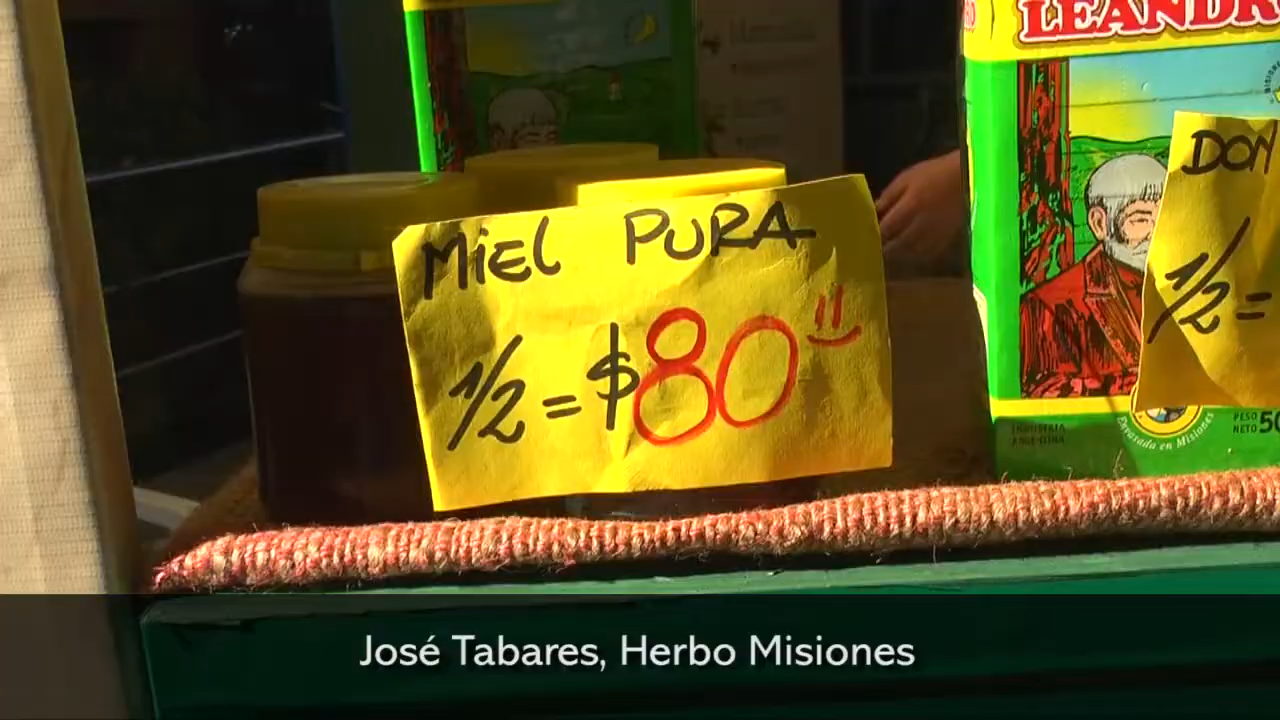 MiEL PURA
1/2 = $80"
LEANDR
DON
1/2 =
INDUSTRIA
ARGENTINA
Envasada en Misiones
PESO
NETO 50
José Tabares, Herbo Misiones